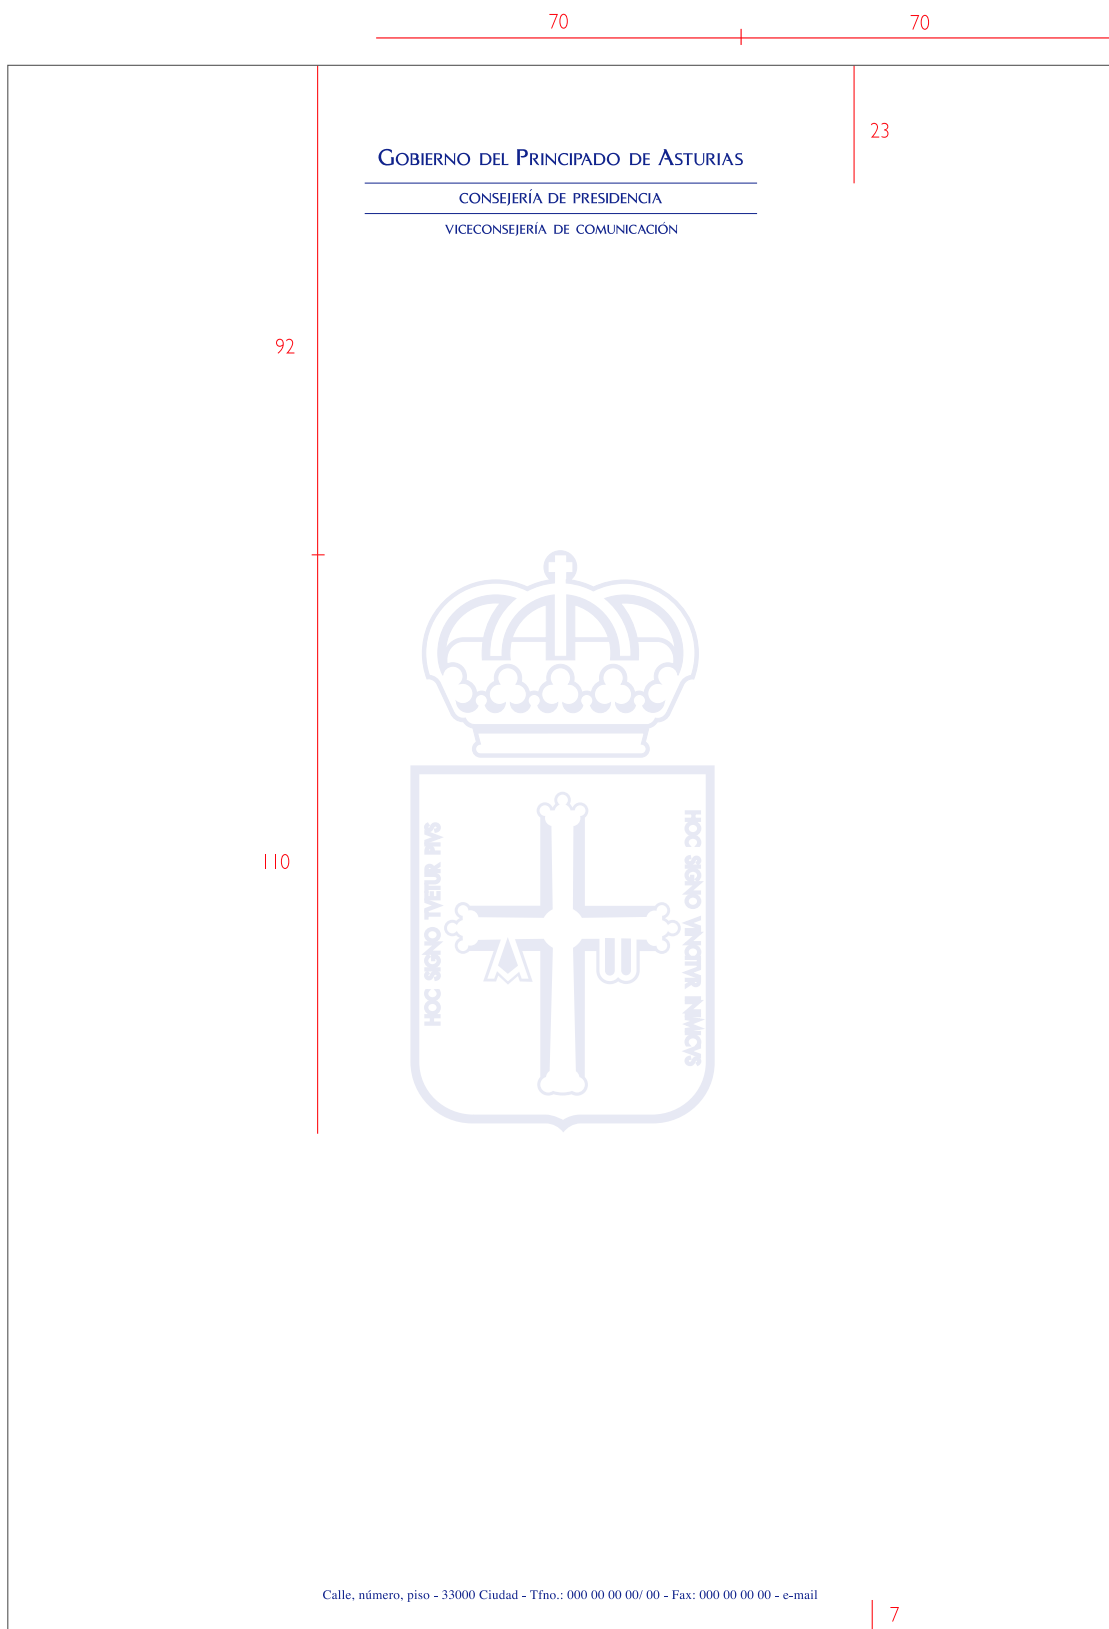 70 70
23
GOBIERNO DEL PRINCIPADO DE ASTURIAS
CONSEJERÍA DE PRESIDENCIA
VICECONSEJERÍA DE COMUNICACIÓN
92
HOC SIGNO TVETUR PIVS
HOC SIGNO VINCITVR INIMICVS
110
Calle, número, piso - 33000 Ciudad - Tfno.: 000 00 00 00/ 00 - Fax: 000 00 00 00 - e-mail
7